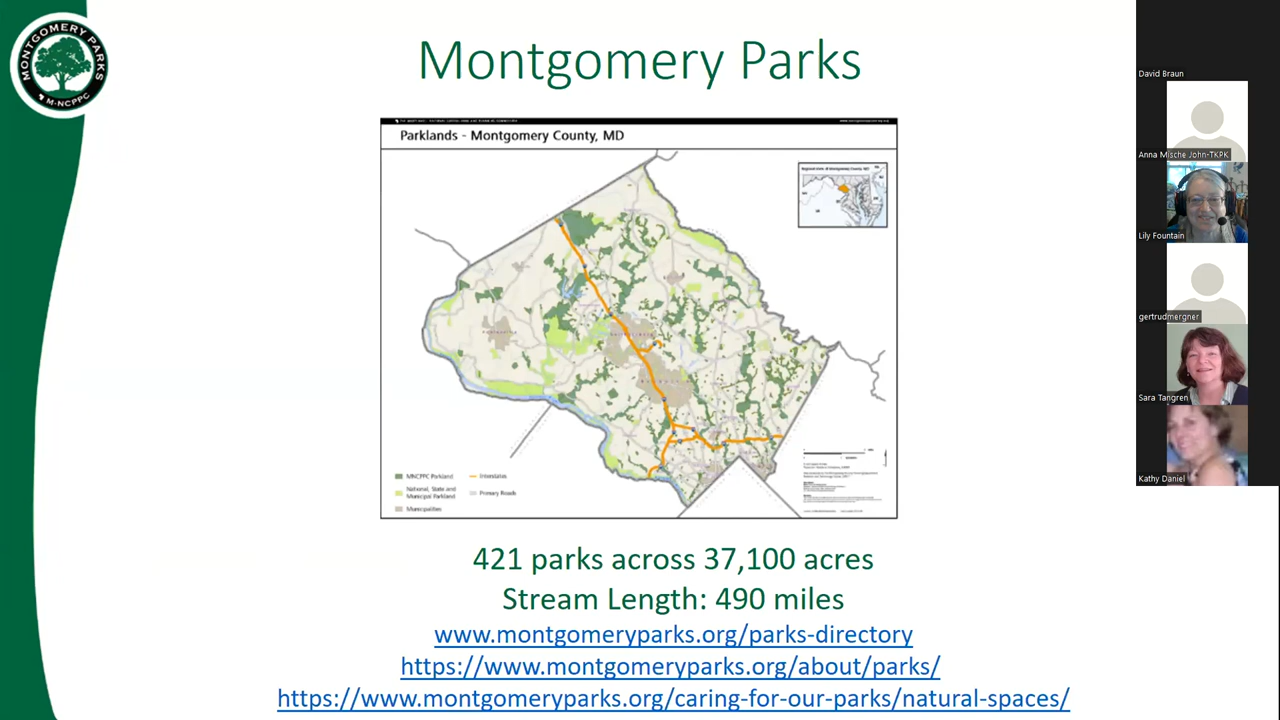 MONTGOMERY PARKS
M-NCPPC
Montgomery Parks
Parklands - Montgomery County, MD
MNCPPC Parkland
Interstates
National, State and
Municipal Parkland
Primary Roads
Municipalities
421 parks across 37,100 acres
Stream Length: 490 miles
www.montgomeryparks.org/parks-directory
https://www.montgomeryparks.org/about/parks/
https://www.montgomeryparks.org/caring-for-our-parks/natural-spaces/
David Braun
Anna Mische John-TKPK
Lily Fountain
gertrudmergner
Sara Tangren
Kathy Daniel